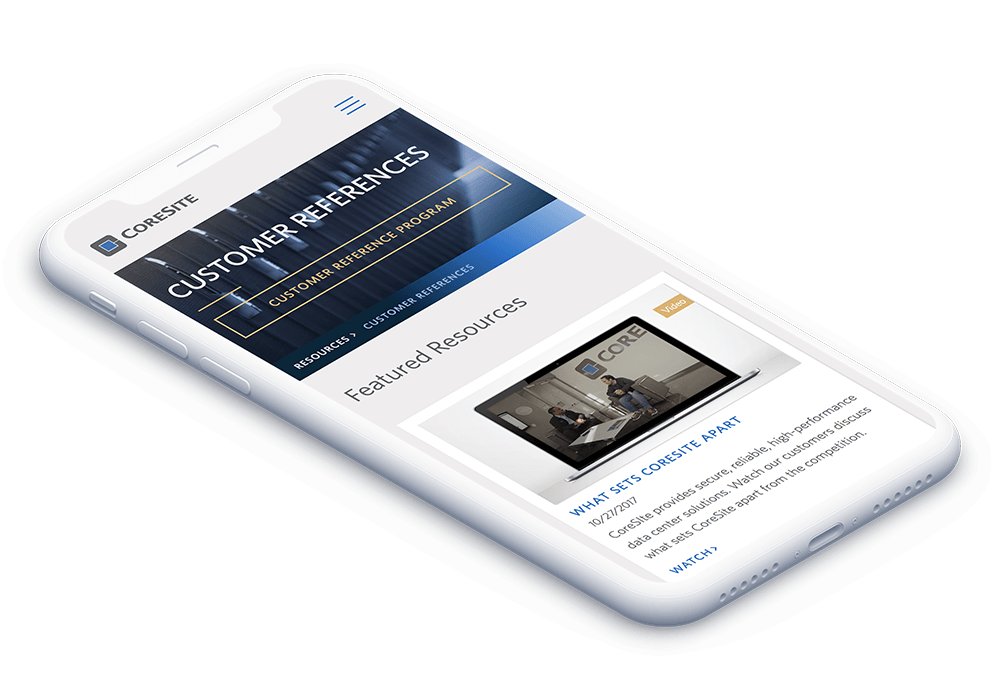 CORESITE
CUSTOMER REFERENCES
CUSTOMER REFERENCE PROGRAM
RESOURCES > CUSTOMER REFERENCES
Featured Resources
Video
CORE
WHAT SETS CORESITE APART
10/27/2017
CoreSIte provides secure, reliable, high-performance
data center solutions. Watch our customers discuss
what sets CoreSite apart from the competition.
WATCH >